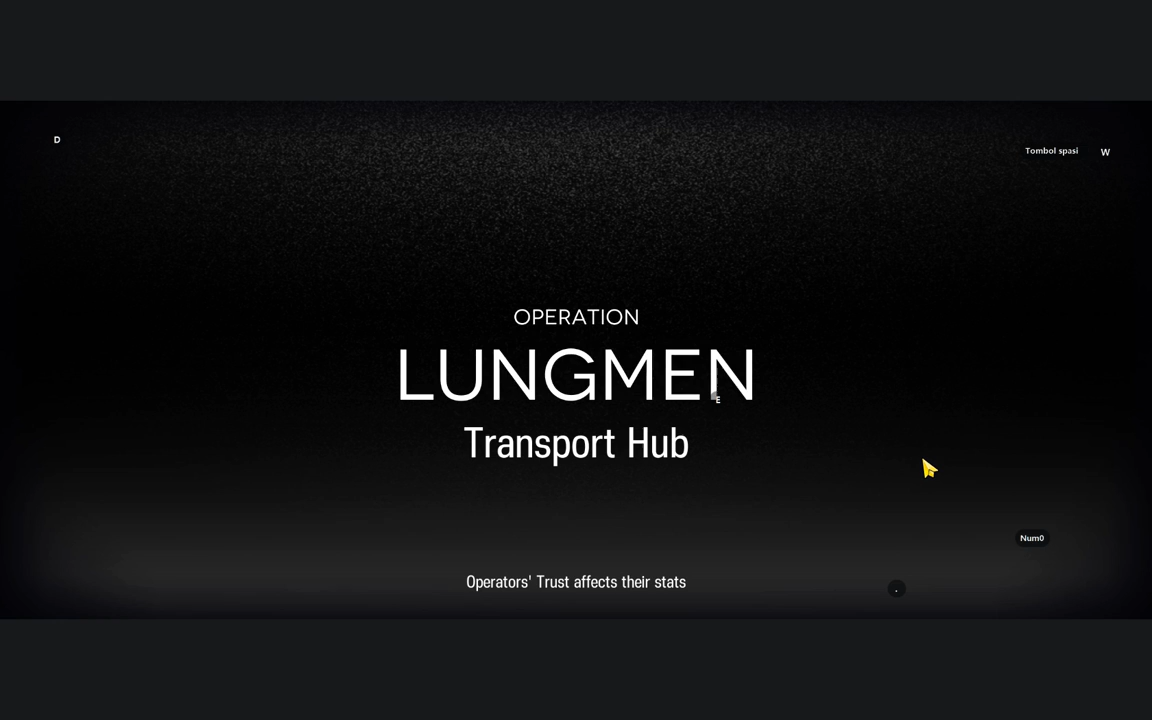 D
Tombol spasi
W
OPERATION
LUNGMEN
E
Transport Hub
Num0
Operators' Trust affects their stats
.